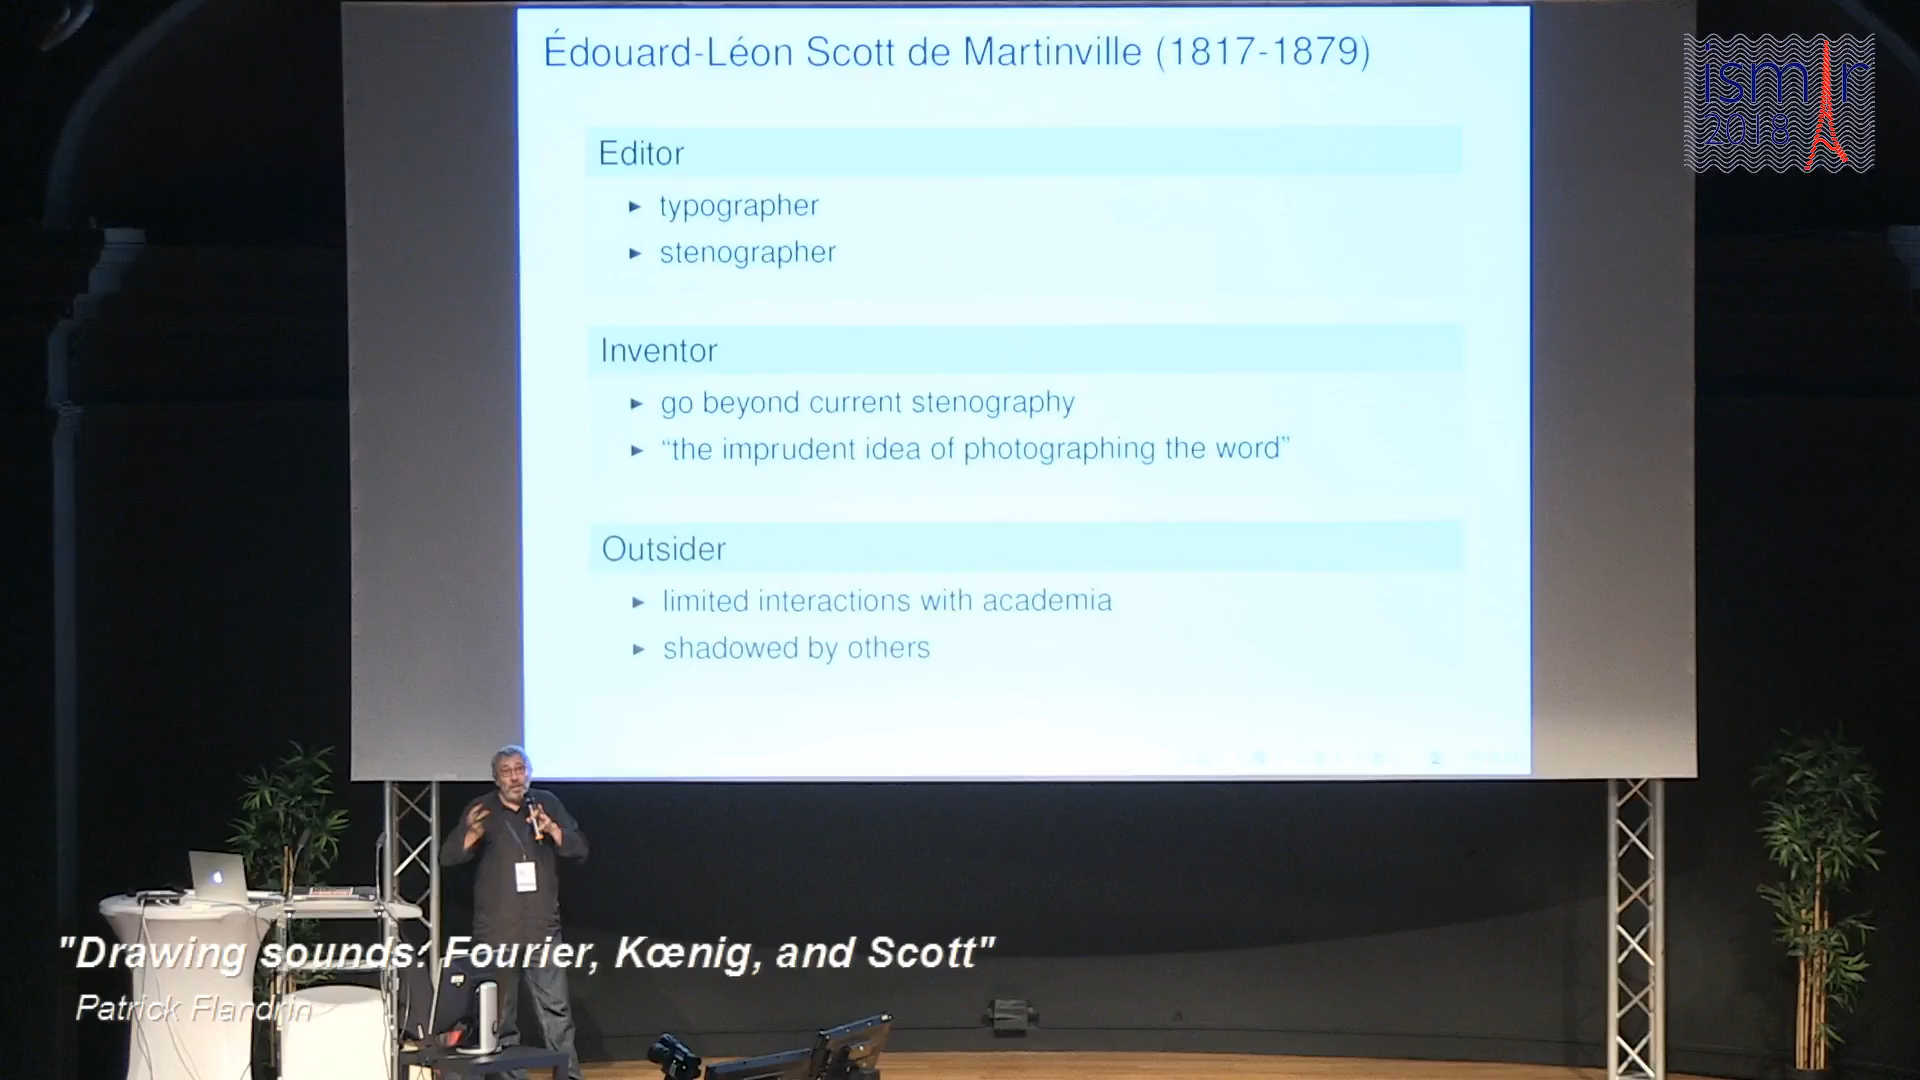 Édouard-Léon Scott de Martinville (1817-1879)
Editor
► typographer
► stenographer
Inventor
► go beyond current stenography
► “the imprudent idea of photographing the word”
Outsider
► limited interactions with academia
► shadowed by others
ismir
2018
"Drawing sounds: Fourier, Kœnig, and Scott"
Patrick Flandrin